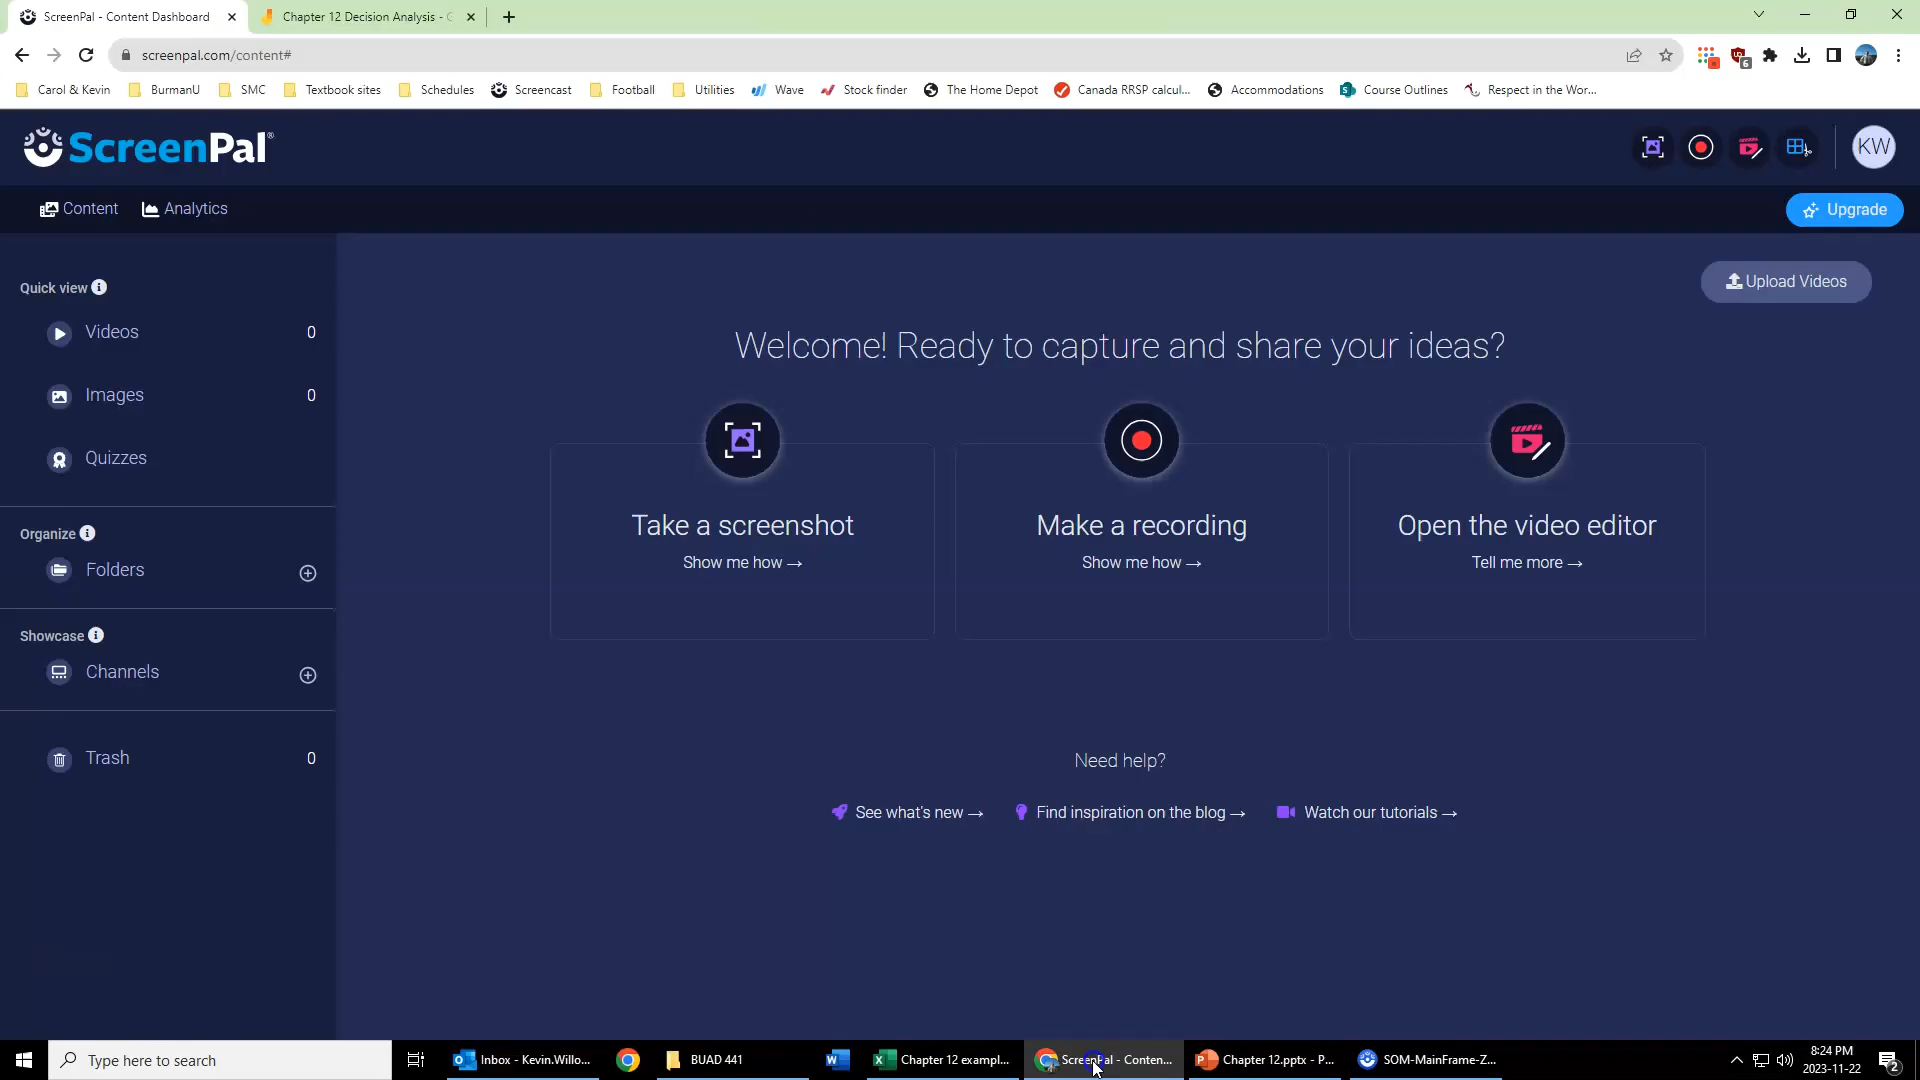 ScreenPal - Content Dashboard
Chapter 12 Decision Analysis -
screenpal.com/content#
Carol & Kevin
BurmanU
SMC
Textbook sites
Schedules
Screencast
Football
Utilities
Wave
Stock finder
The Home Depot
Canada RRSP calcul...
Accommodations
Course Outlines
Respect in the Wor...
6
ScreenPal®
KW
Content
Analytics
Upgrade
Quick view
Videos 0
Images 0
Quizzes
Organize
Folders
Showcase
Channels
Trash 0
Upload Videos
Welcome! Ready to capture and share your ideas?
Take a screenshot
Show me how →
Make a recording
Show me how →
Open the video editor
Tell me more →
Need help?
See what's new →
Find inspiration on the blog →
Watch our tutorials →
Type here to search
Inbox - Kevin.Willo...
BUAD 441
Chapter 12 exampl...
ScreenPal - Conten...
Chapter 12.pptx - P...
SOM-MainFrame-Z...
8:24 PM
2023-11-22
2